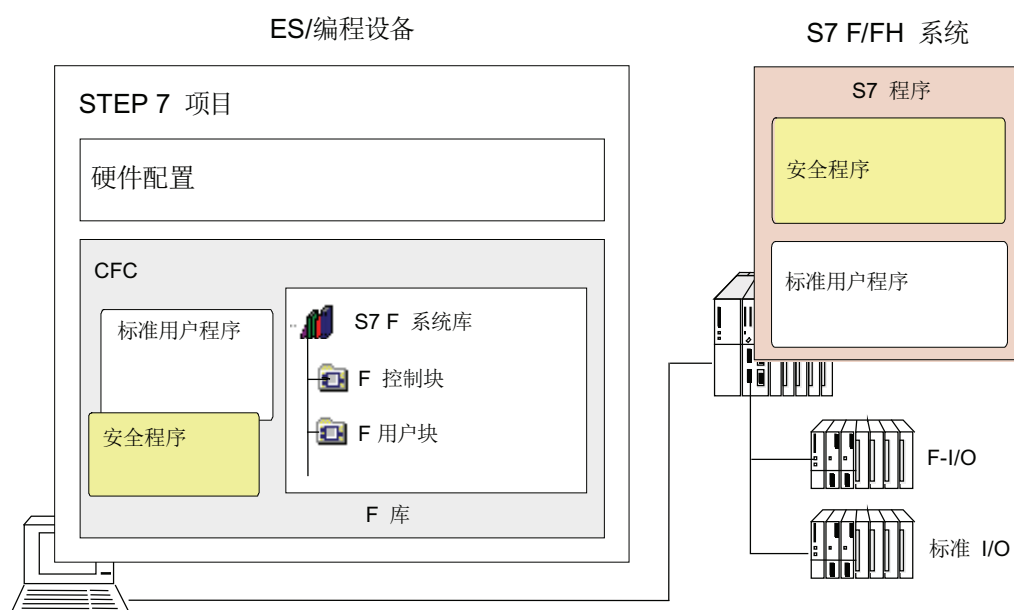 ES/编程设备
S7 F/FH 系统
STEP 7 项目
硬件配置
CFC
标准用户程序
安全程序
S7 F 系统库
F 控制块
F 用户块
F 库
S7 程序
安全程序
标准用户程序
F-I/O
标准 I/O